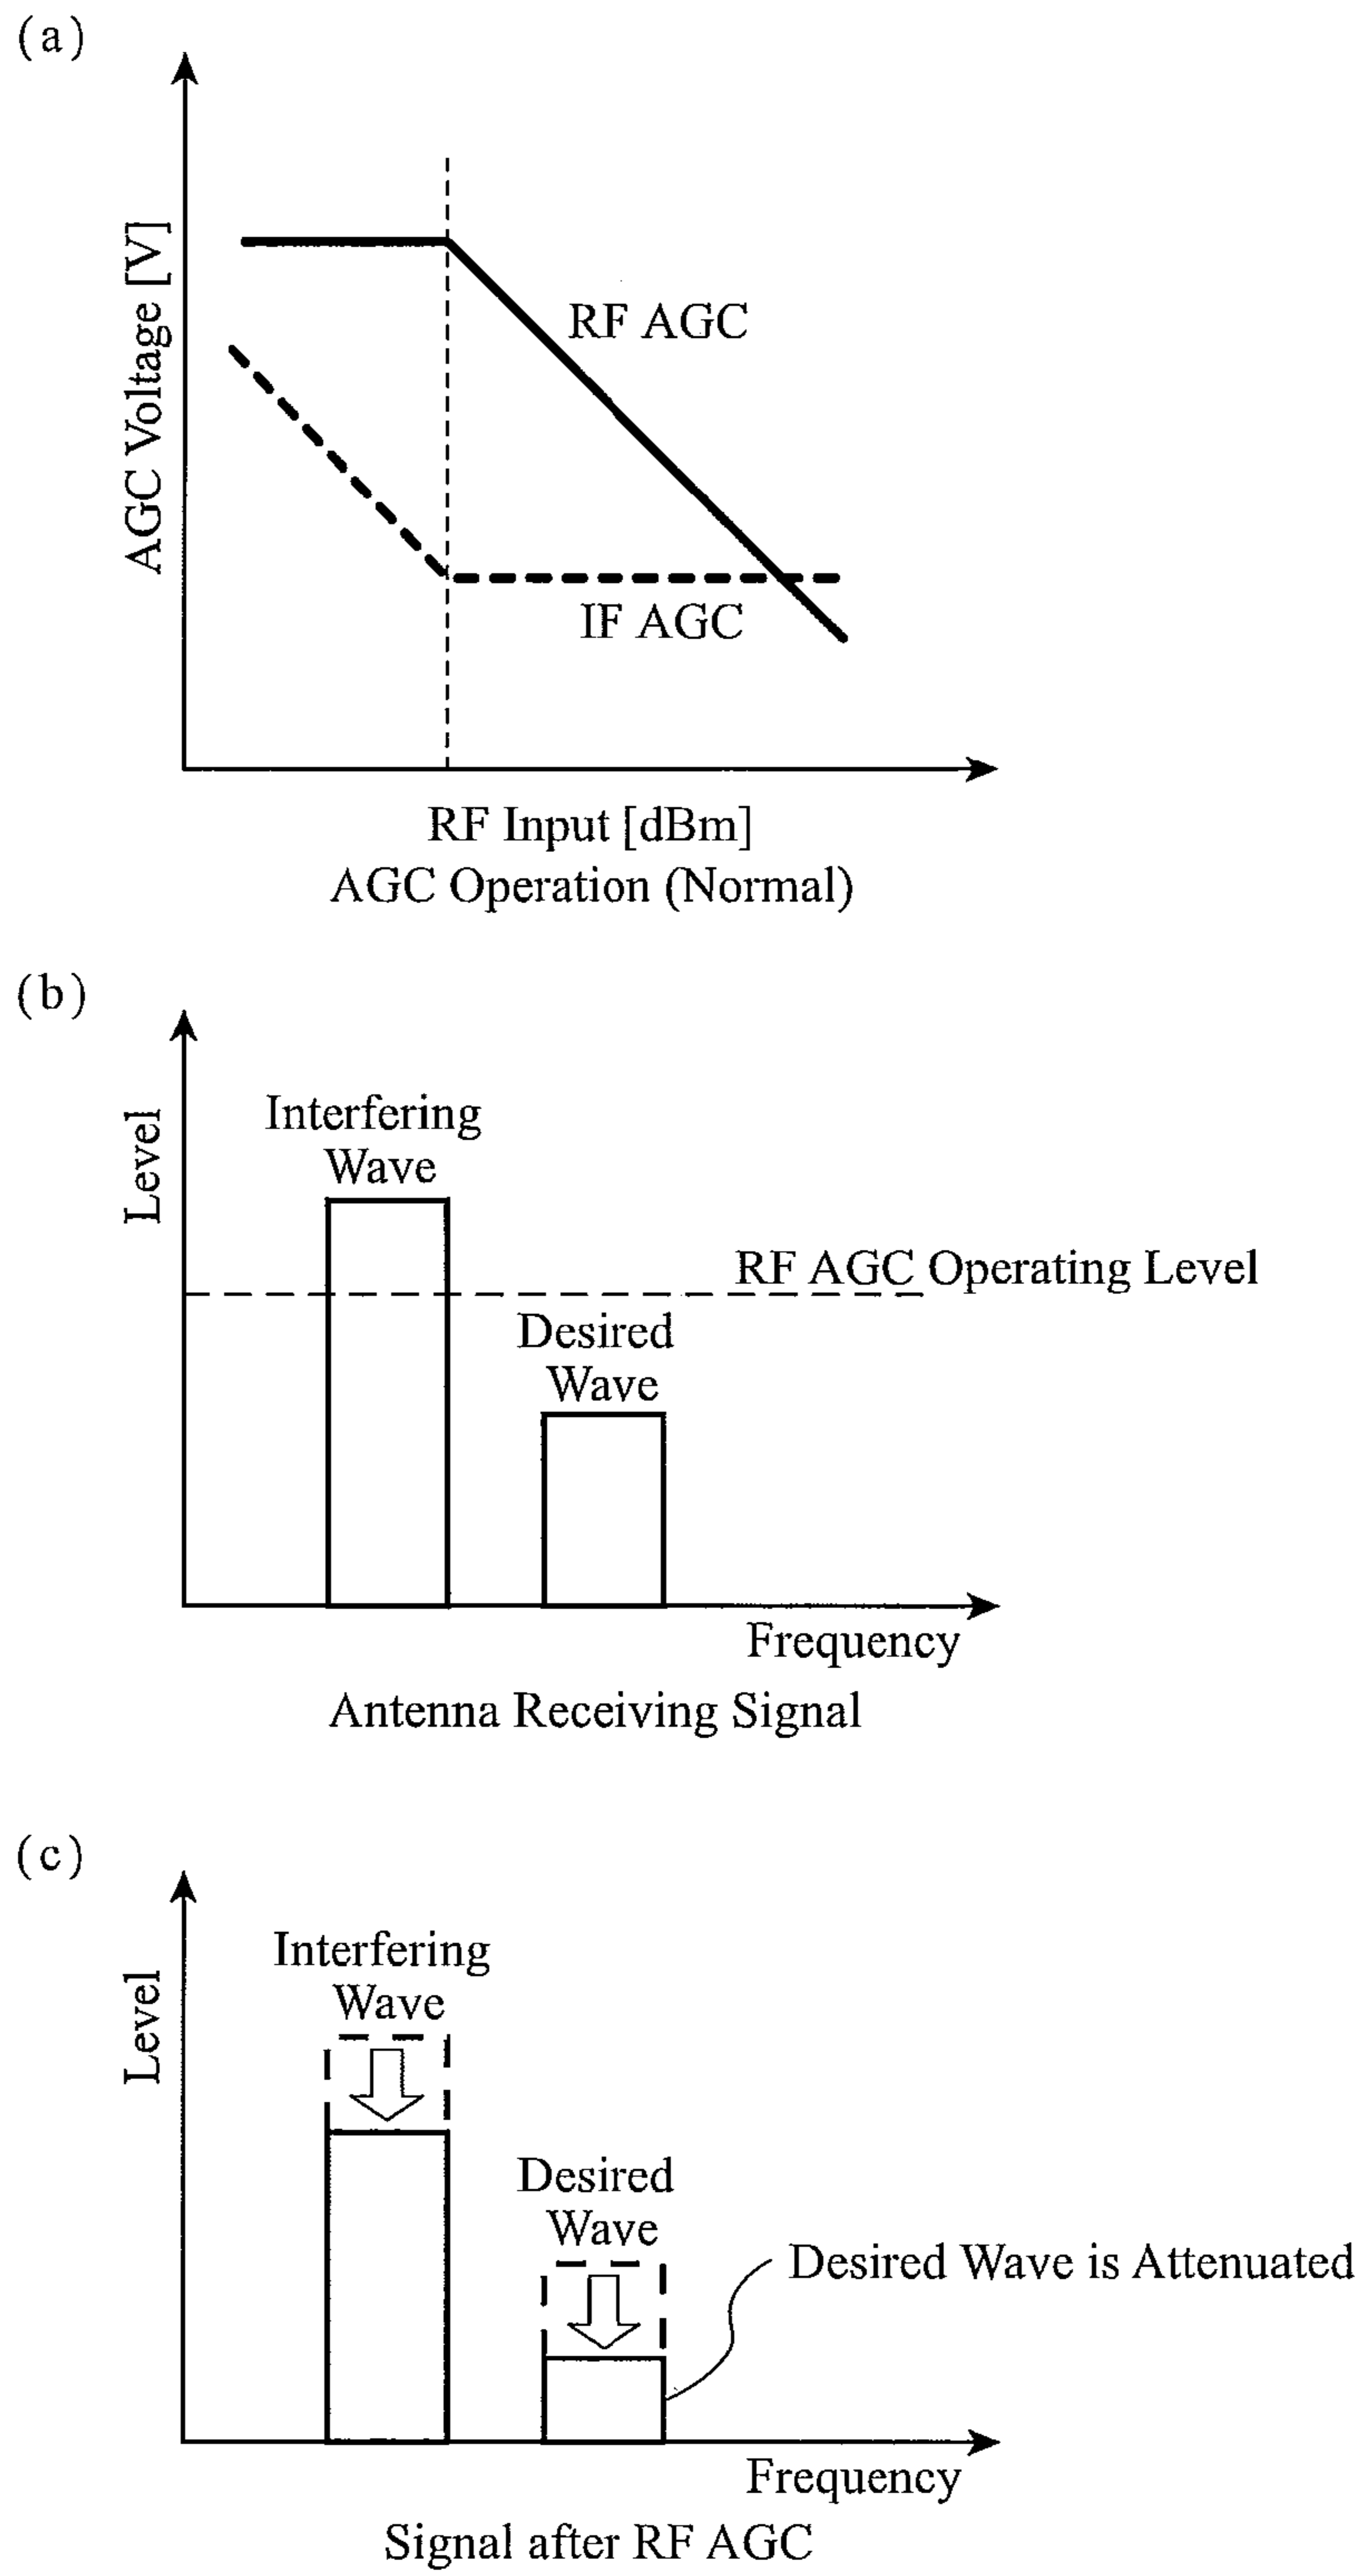 (a)
AGC Voltage [V]
RF AGC
IF AGC
RF Input [dBm]
AGC Operation (Normal)
(b)
Level
Interfering
Wave
RF AGC Operating Level
Desired
Wave
Frequency
Antenna Receiving Signal
(c)
Level
Interfering
Wave
Desired
Wave
Desired Wave is Attenuated
Frequency
Signal after RF AGC